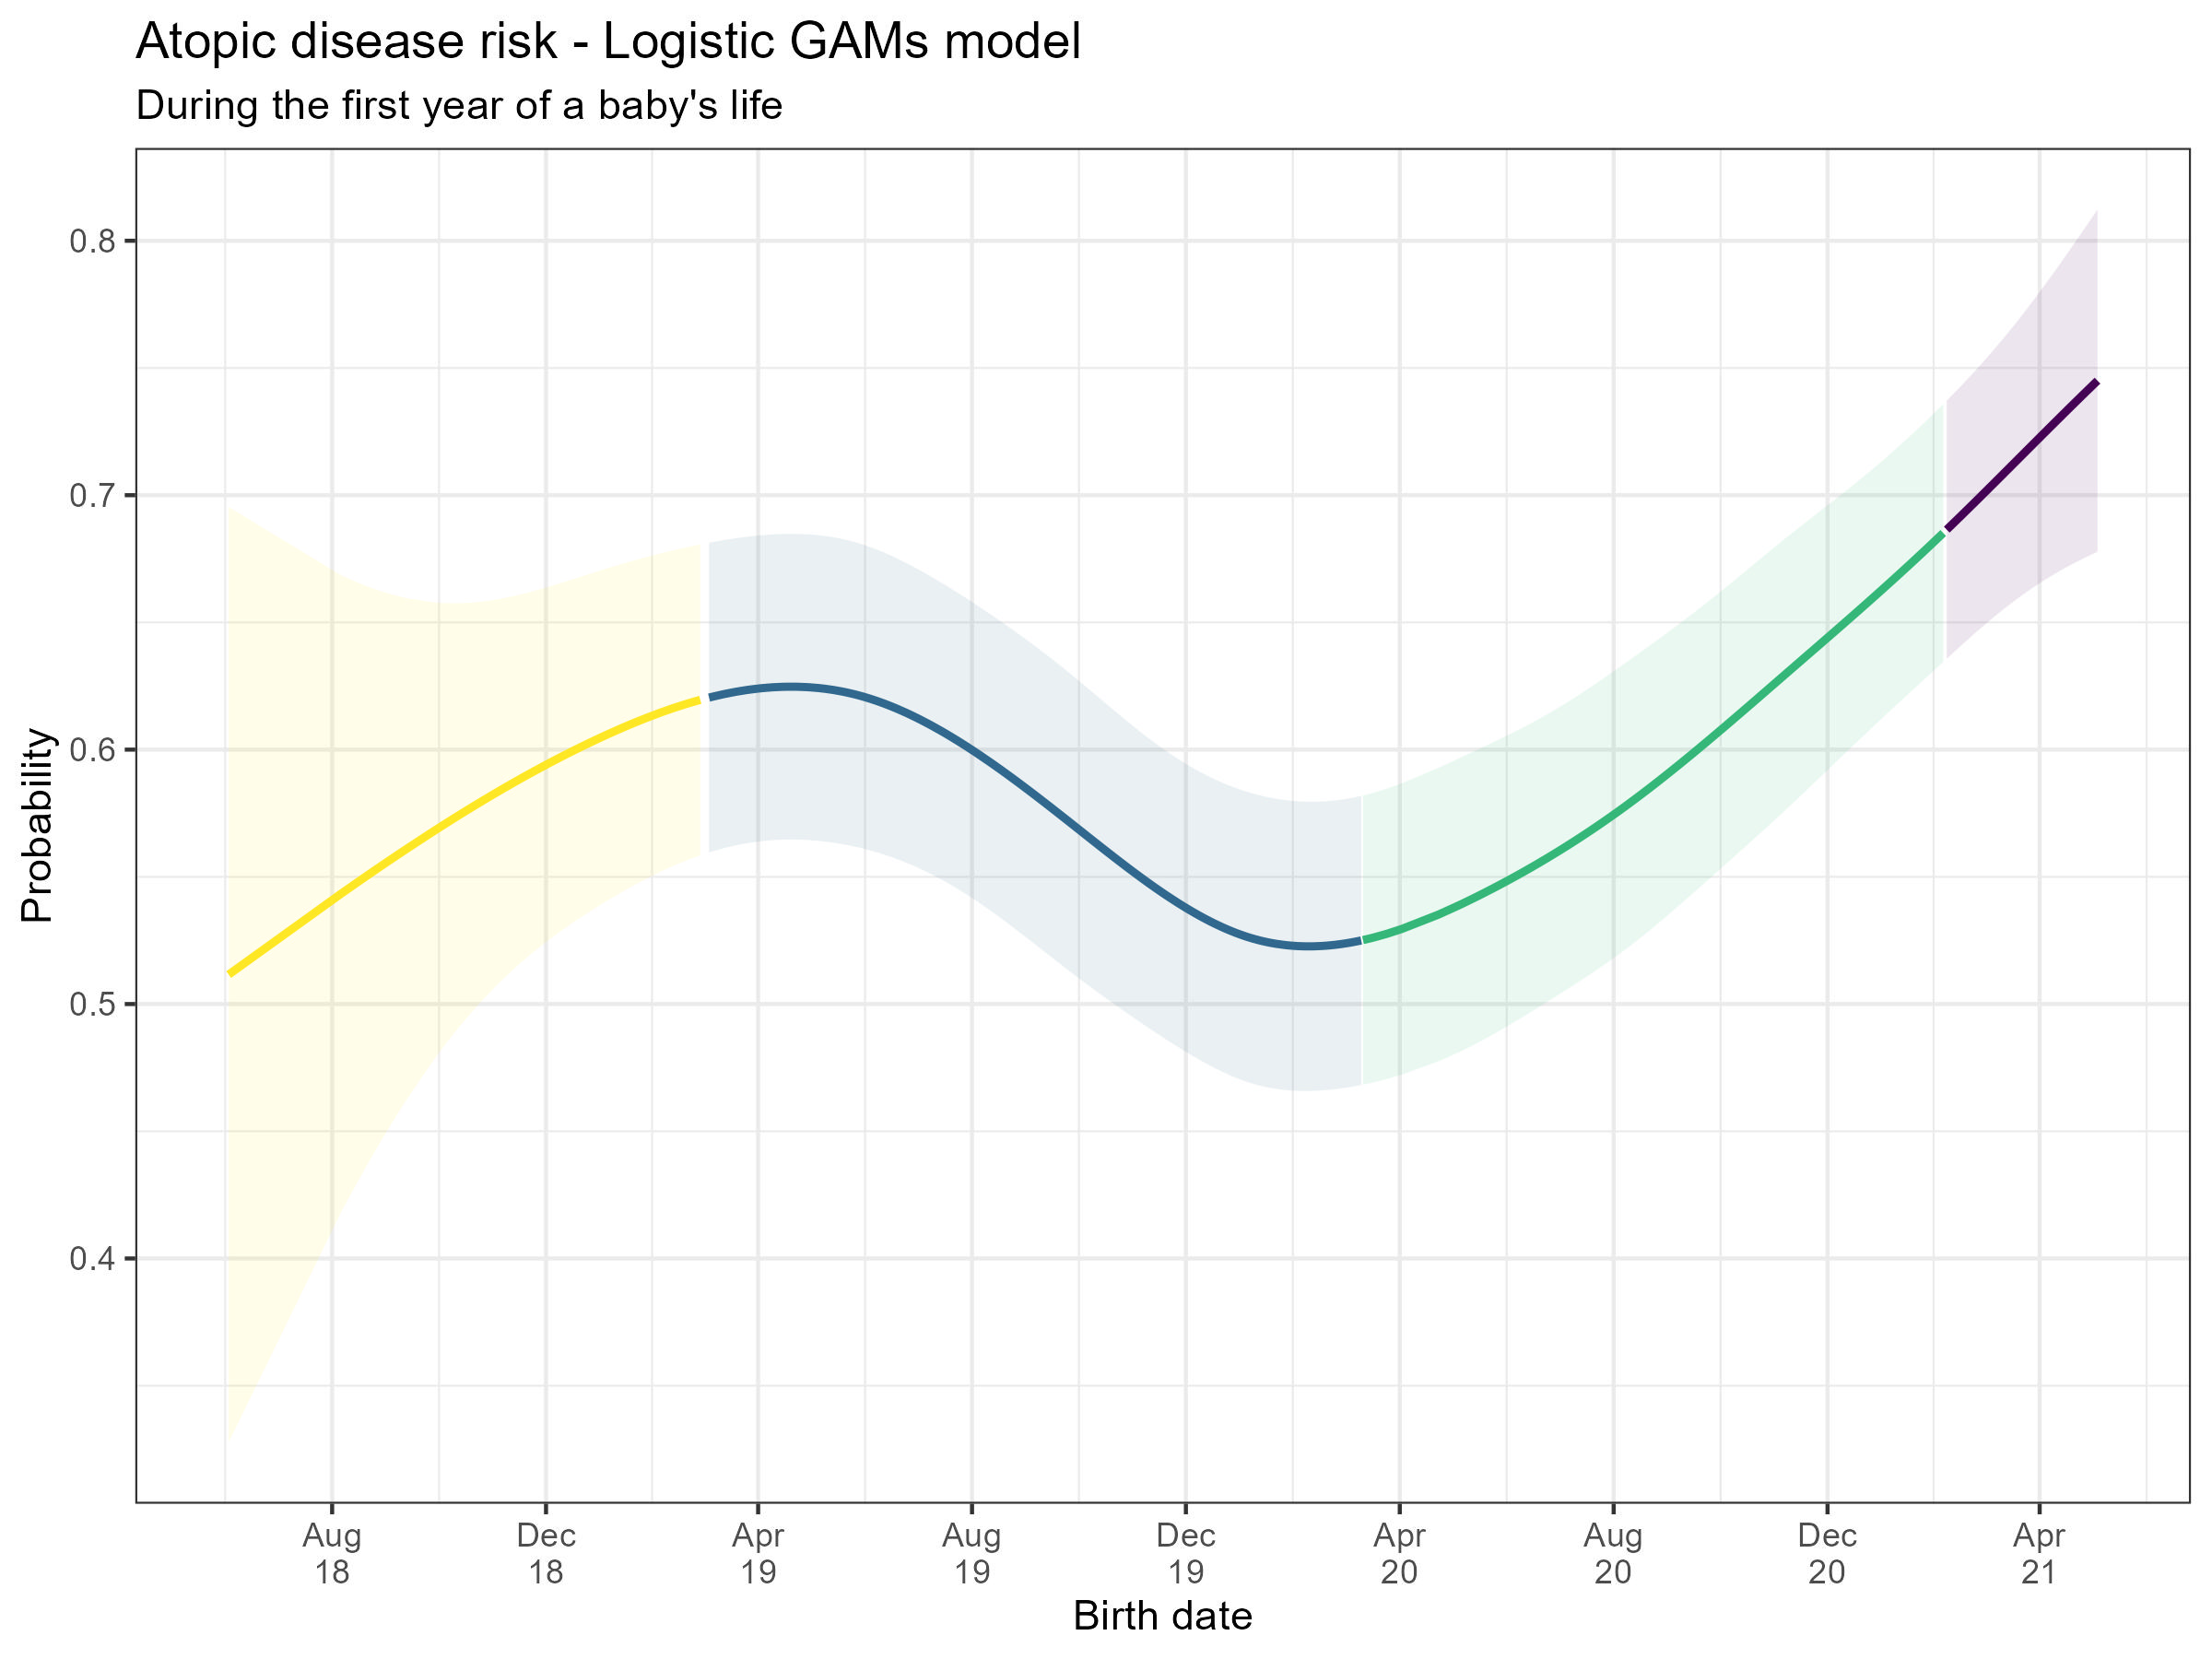 Atopic disease risk - Logistic GAMs model
During the first year of a baby's life
Probability
0.8
0.7
0.6
0.5
0.4
Aug Dec Apr Aug Dec Apr Aug Dec Apr
18 18 19 19 19 20 20 20 21
Birth date